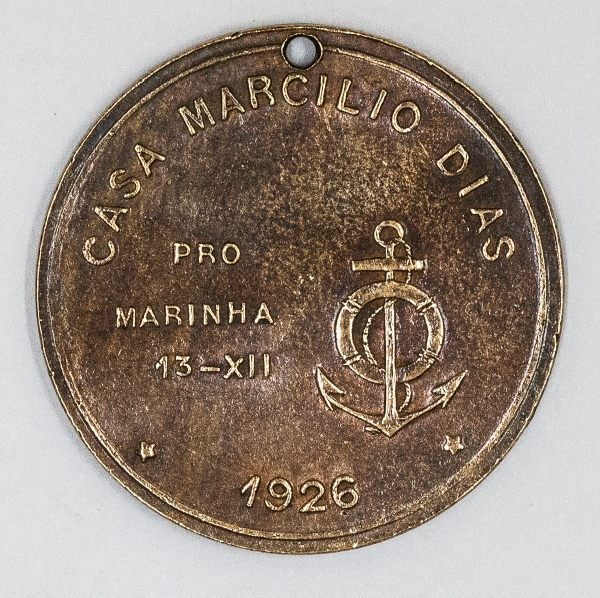 CASA MARCILIO DIAS
PRO
MARINHA
13-XII
1926